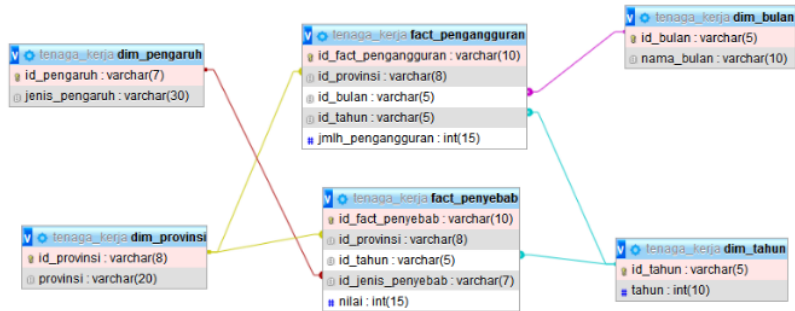 tenaga_kerja dim_pengaruh
id_pengaruh : varchar(7)
jenis_pengaruh : varchar(30)
tenaga_kerja fact_pengangguran
id_fact_pengangguran : varchar(10)
id_provinsi : varchar(8)
id_bulan : varchar(5)
id_tahun : varchar(5)
# jmlh_pengangguran : int(15)
tenaga_kerja dim_bulan
id_bulan : varchar(5)
nama_bulan : varchar(10)
tenaga_kerja dim_provinsi
id_provinsi : varchar(8)
provinsi : varchar(20)
tenaga_kerja fact_penyebab
id_fact_penyebab : varchar(10)
id_provinsi : varchar(8)
id_tahun : varchar(5)
id_jenis_penyebab : varchar(7)
# nilai : int(15)
tenaga_kerja dim_tahun
id_tahun : varchar(5)
# tahun : int(10)